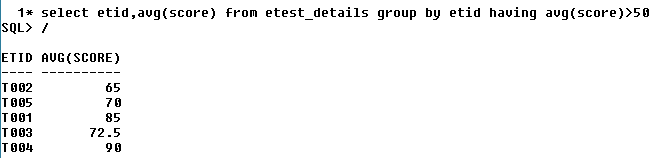 1* select etid,avg(score) from etest_details group by etid having avg(score)>50
SQL> /
ETID AVG(SCORE)
---- ----------
T002 65
T005 70
T001 85
T003 72.5
T004 90